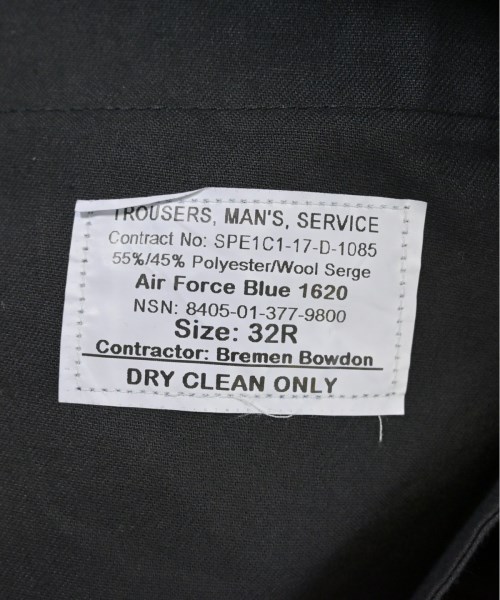 TROUSERS, MAN'S, SERVICE
Contract No: SPE1C1-17-D-1085
55%/45% Polyester/Wool Serge
Air Force Blue 1620
NSN: 8405-01-377-9800
Size: 32R
Contractor: Bremen Bowdon
DRY CLEAN ONLY